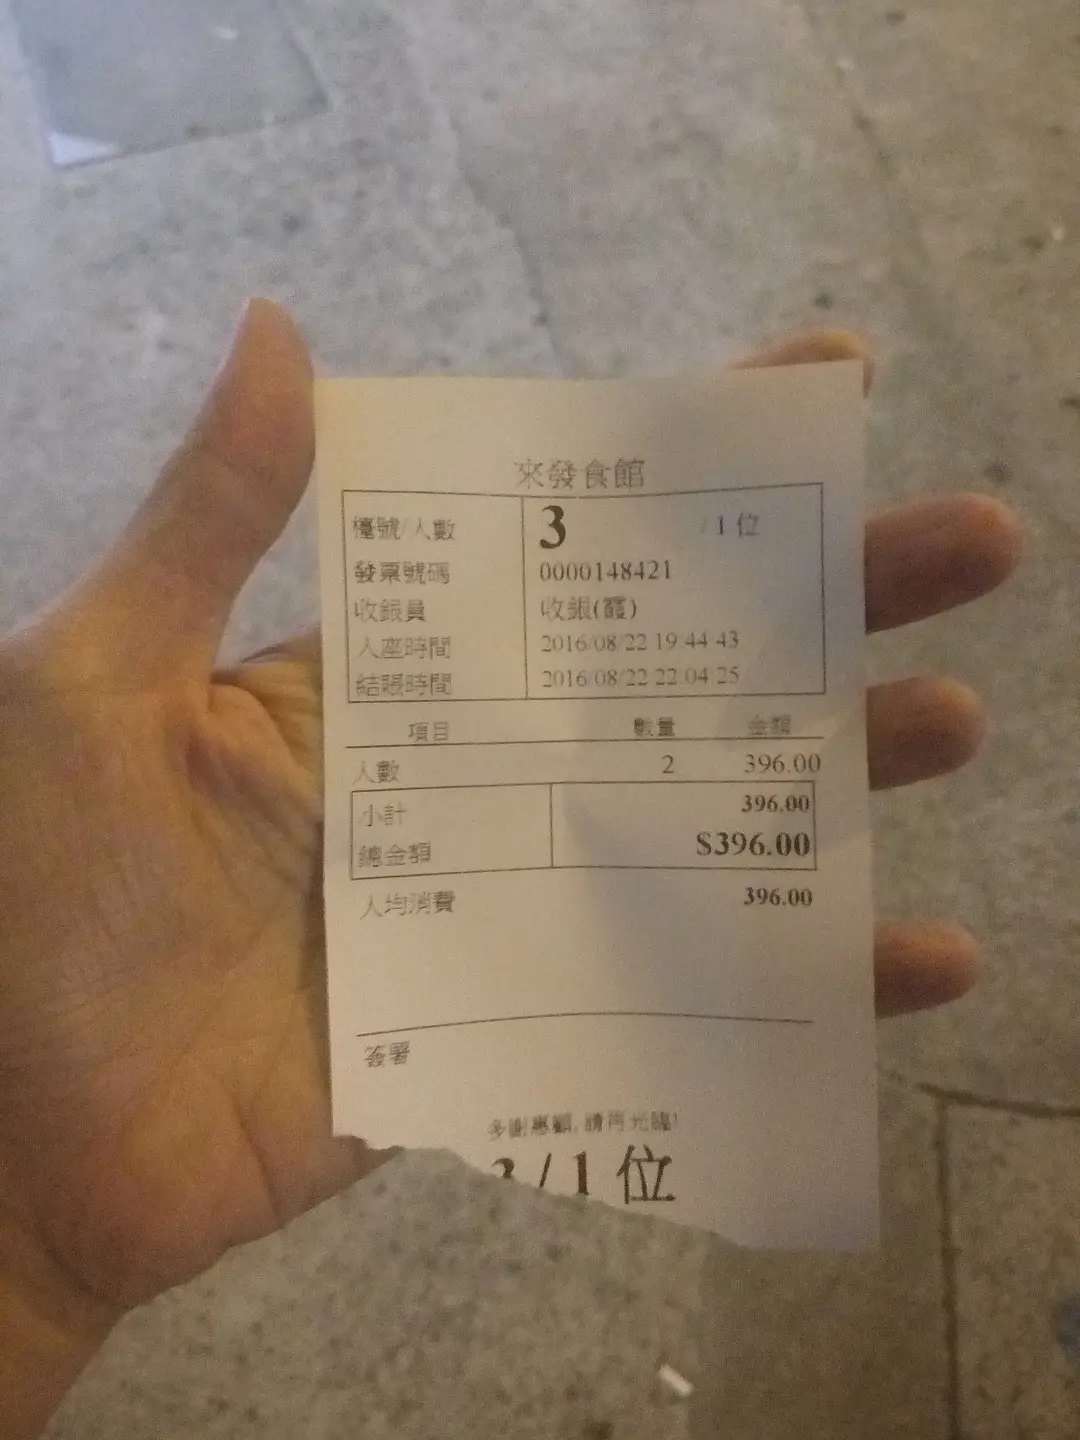 來發食館
檯號/人數 3 / 1 位
發票號碼 0000148421
收銀員 收銀(霞)
入座時間 2016/08/22 19 44 43
結賬時間 2016/08/22 22 04 25
項目 數量 金額
人數 2 396.00
小計 396.00
總金額 $396.00
人均消費 396.00
簽署
多謝惠顧, 請再光臨!
3 / 1 位